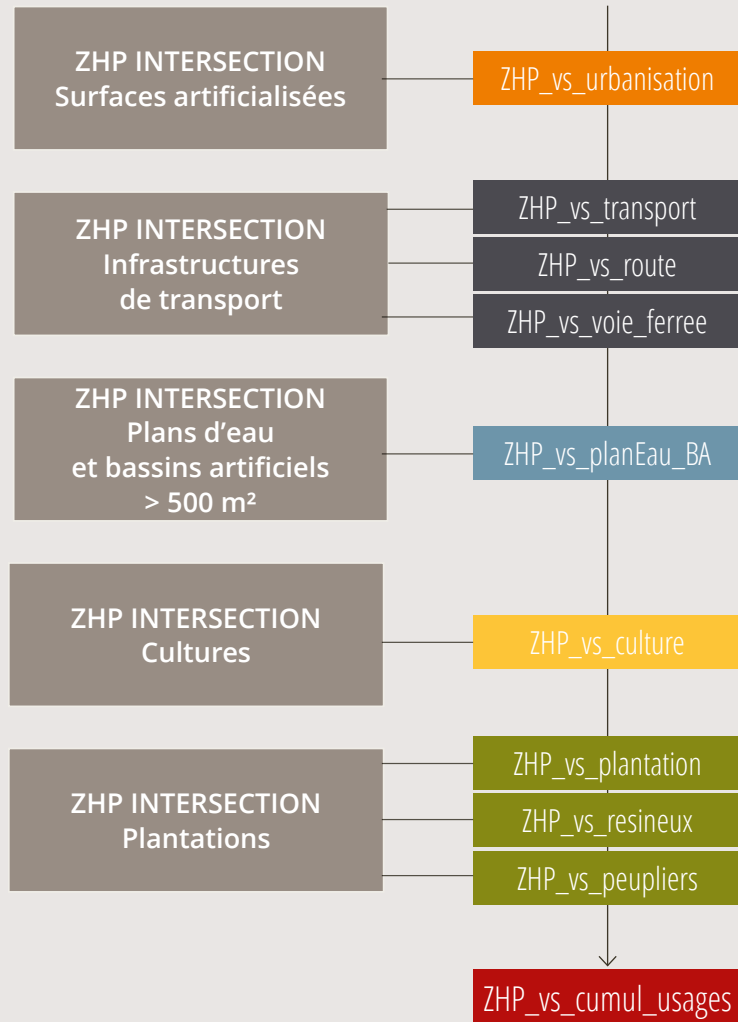 ZHP INTERSECTION
Surfaces artificialisées
ZHP_vs_urbanisation
ZHP INTERSECTION
Infrastructures
de transport
ZHP_vs_transport
ZHP_vs_route
ZHP_vs_voie_ferree
ZHP INTERSECTION
Plans d’eau
et bassins artificiels
> 500 m²
ZHP_vs_planEau_BA
ZHP INTERSECTION
Cultures
ZHP_vs_culture
ZHP INTERSECTION
Plantations
ZHP_vs_plantation
ZHP_vs_resineux
ZHP_vs_peupliers
ZHP_vs_cumul_usages